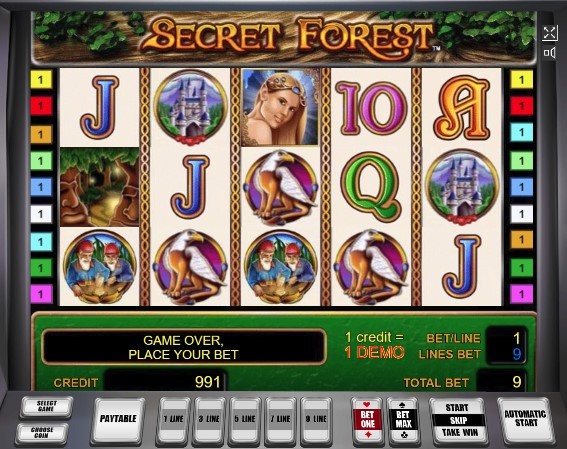 SECRET FOREST™
1 J 10 A 1
1 1
1 1
1 J Q 1
1 1
1 1
1 1
1 J 1
1 1
GAME OVER,
PLACE YOUR BET
1 credit =
1 DEMO
BET/LINE 1
LINES BET 9
CREDIT 991
TOTAL BET 9
SELECT
GAME
CHOOSE
COIN
PAYTABLE
1 LINE
3 LINE
5 LINE
7 LINE
9 LINE
BET
ONE
BET
MAX
START
SKIP
TAKE WIN
AUTOMATIC
START